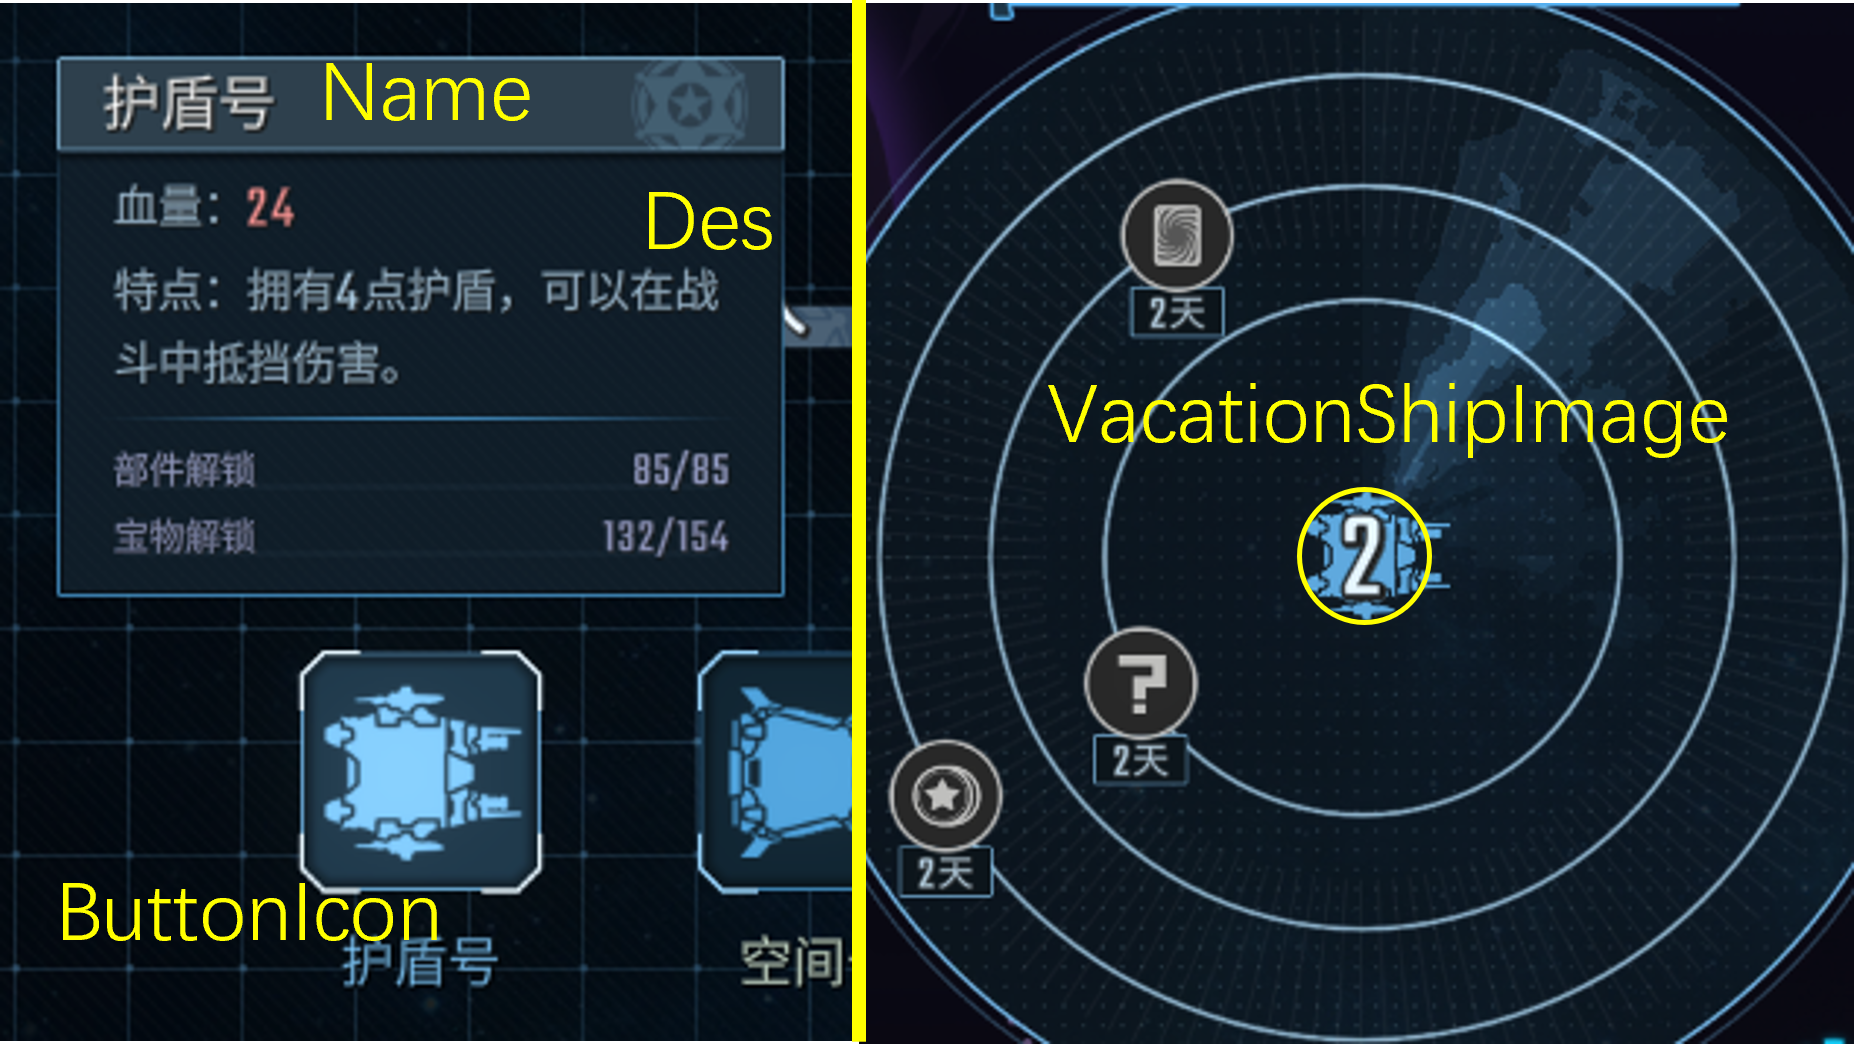 护盾号 Name
血量：24
Des
特点：拥有4点护盾，可以在战
斗中抵挡伤害。
部件解锁 85/85
宝物解锁 132/154
ButtonIcon
护盾号
空间
2天
VacationShipImage
2
?
2天
2天